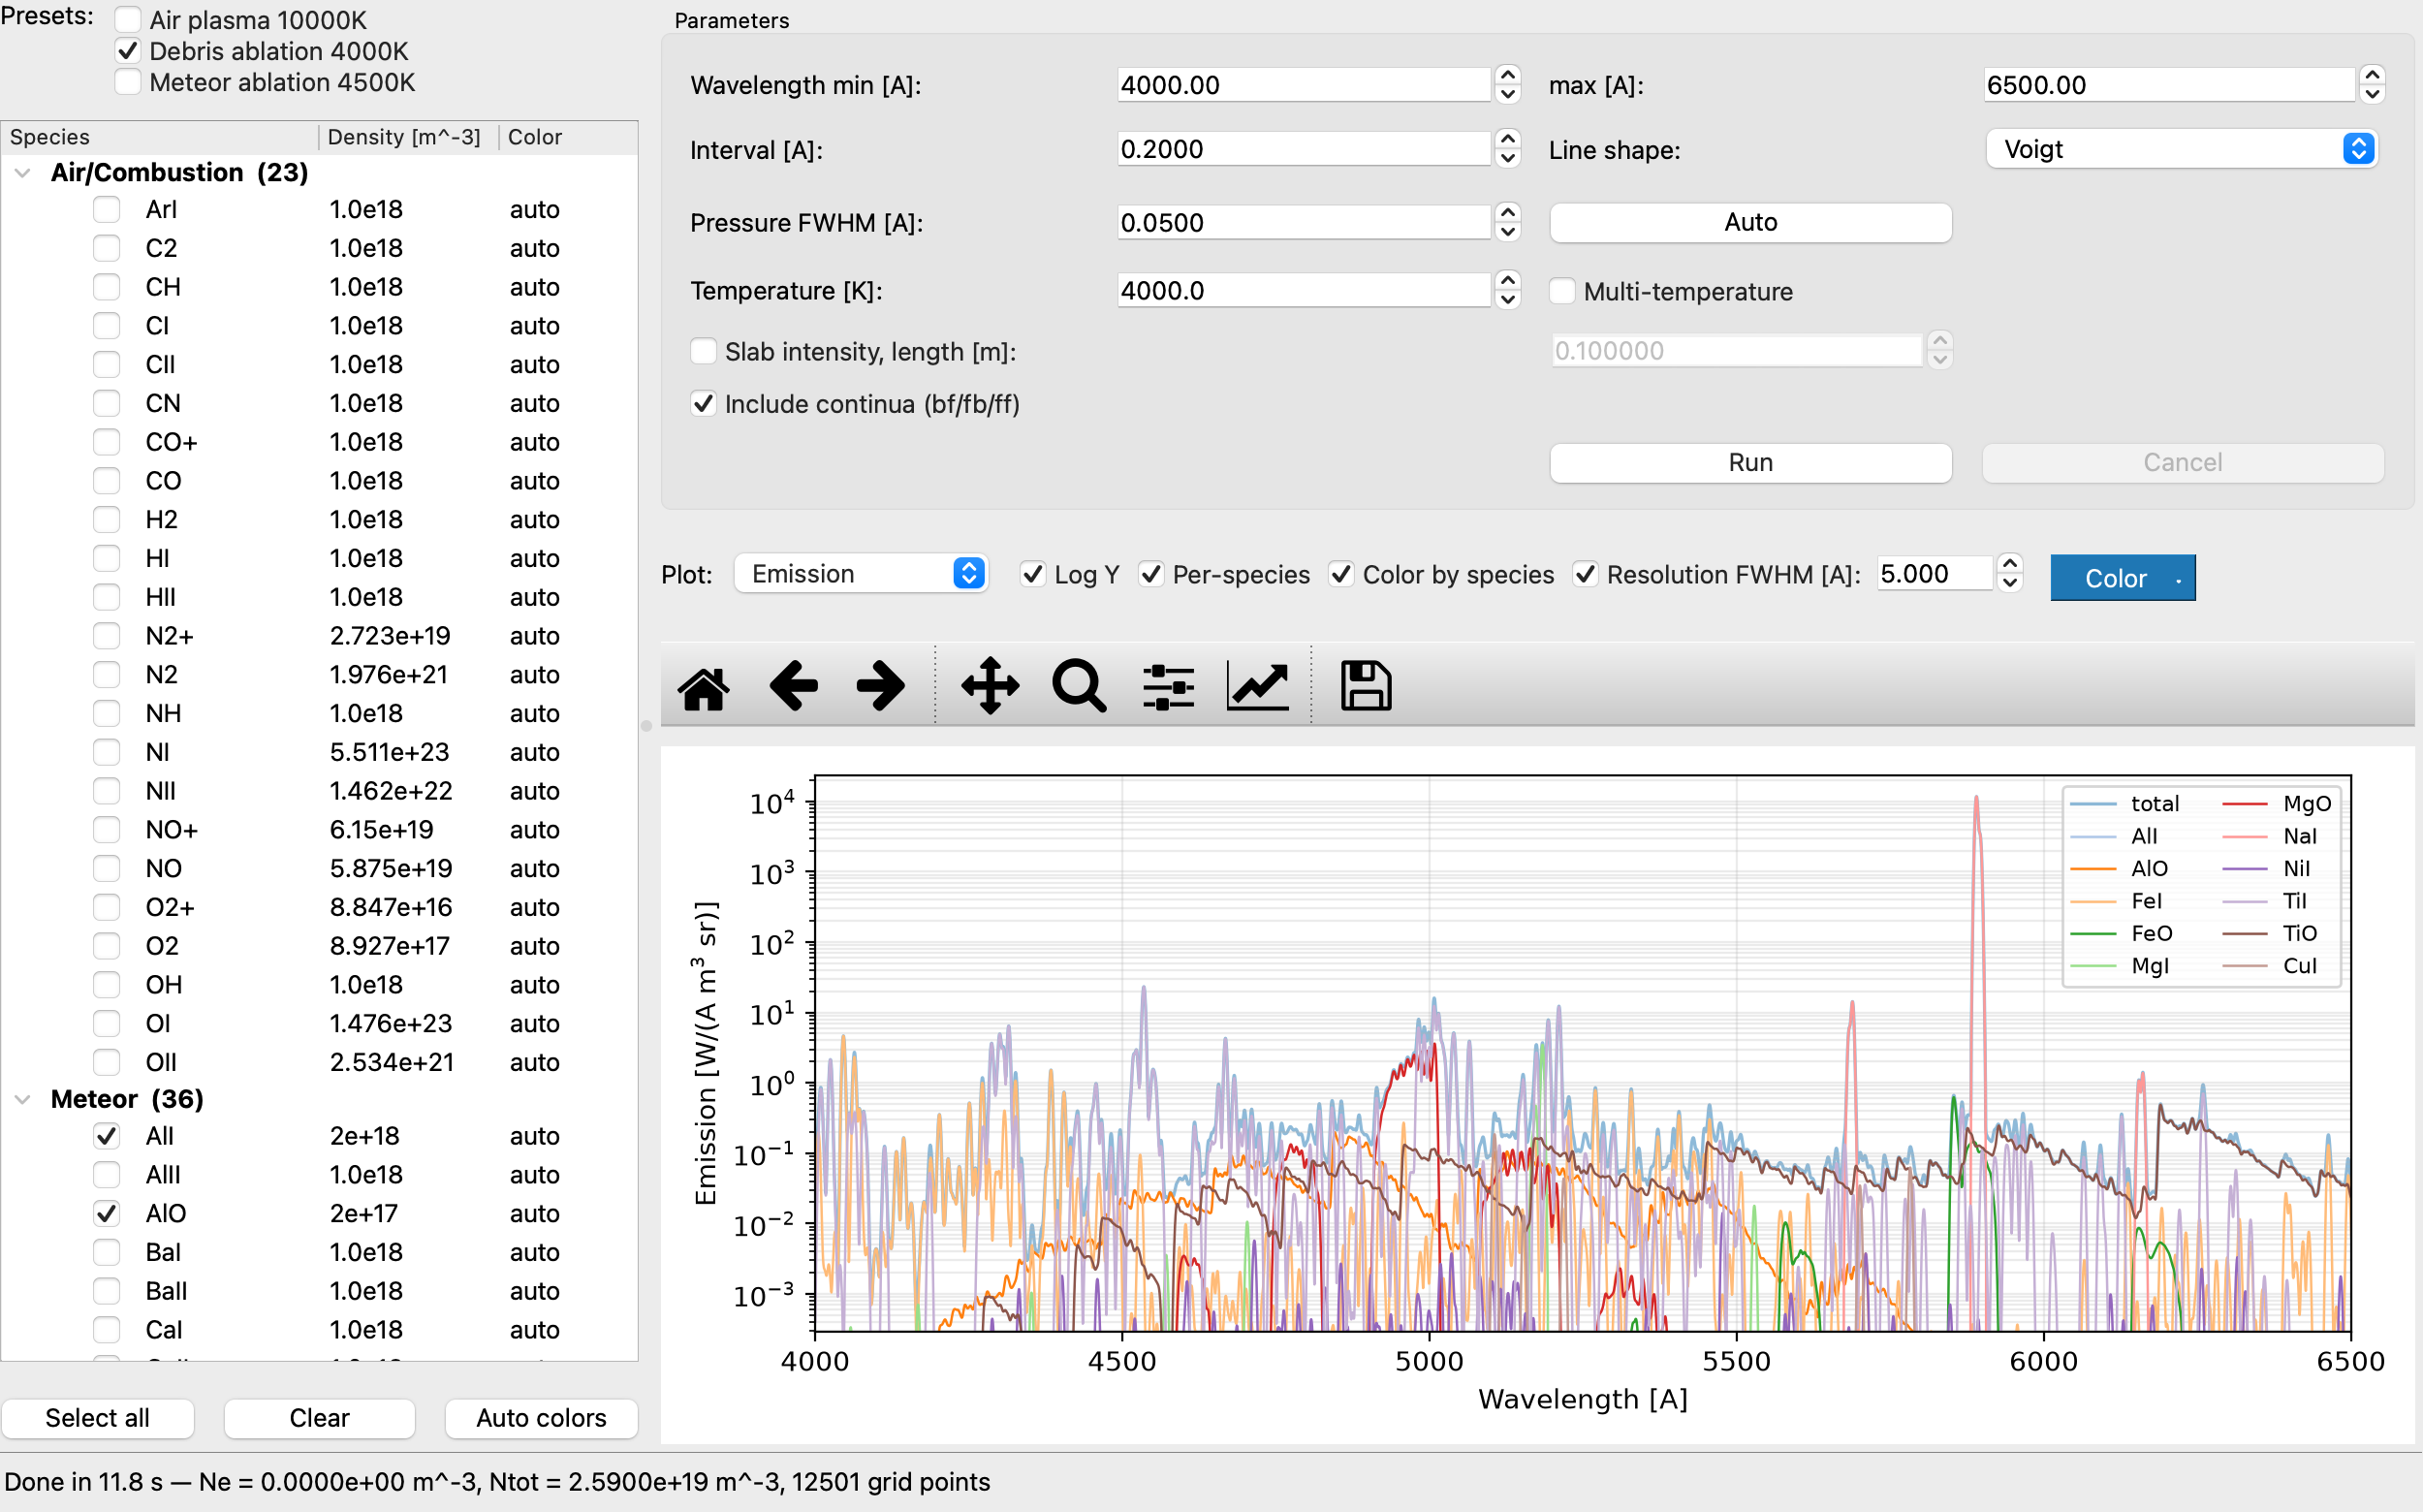 Presets:
Air plasma 10000K
Debris ablation 4000K
Meteor ablation 4500K
Species Density [m^-3] Color
Air/Combustion (23)
ArI 1.0e18 auto
C2 1.0e18 auto
CH 1.0e18 auto
CI 1.0e18 auto
CII 1.0e18 auto
CN 1.0e18 auto
CO+ 1.0e18 auto
CO 1.0e18 auto
H2 1.0e18 auto
HI 1.0e18 auto
HII 1.0e18 auto
N2+ 2.723e+19 auto
N2 1.976e+21 auto
NH 1.0e18 auto
NI 5.511e+23 auto
NII 1.462e+22 auto
NO+ 6.15e+19 auto
NO 5.875e+19 auto
O2+ 8.847e+16 auto
O2 8.927e+17 auto
OH 1.0e18 auto
OI 1.476e+23 auto
OII 2.534e+21 auto
Meteor (36)
AlI 2e+18 auto
AlII 1.0e18 auto
AlO 2e+17 auto
BaI 1.0e18 auto
BaII 1.0e18 auto
CaI 1.0e18 auto
Select all Clear Auto colors
Parameters
Wavelength min [A]: 4000.00 max [A]: 6500.00
Interval [A]: 0.2000 Line shape: Voigt
Pressure FWHM [A]: 0.0500 Auto
Temperature [K]: 4000.0 Multi-temperature
Slab intensity, length [m]: 0.100000
Include continua (bf/fb/ff)
Run Cancel
Plot: Emission Log Y Per-species Color by species Resolution FWHM [A]: 5.000 Color
Emission [W/(A m³ sr)]
10⁴
10³
10²
10¹
10⁰
10⁻¹
10⁻²
10⁻³
total MgO
AlI NaI
AlO NiI
FeI TiI
FeO TiO
MgI CuI
4000 4500 5000 5500 6000 6500
Wavelength [A]
Done in 11.8 s — Ne = 0.0000e+00 m^-3, Ntot = 2.5900e+19 m^-3, 12501 grid points